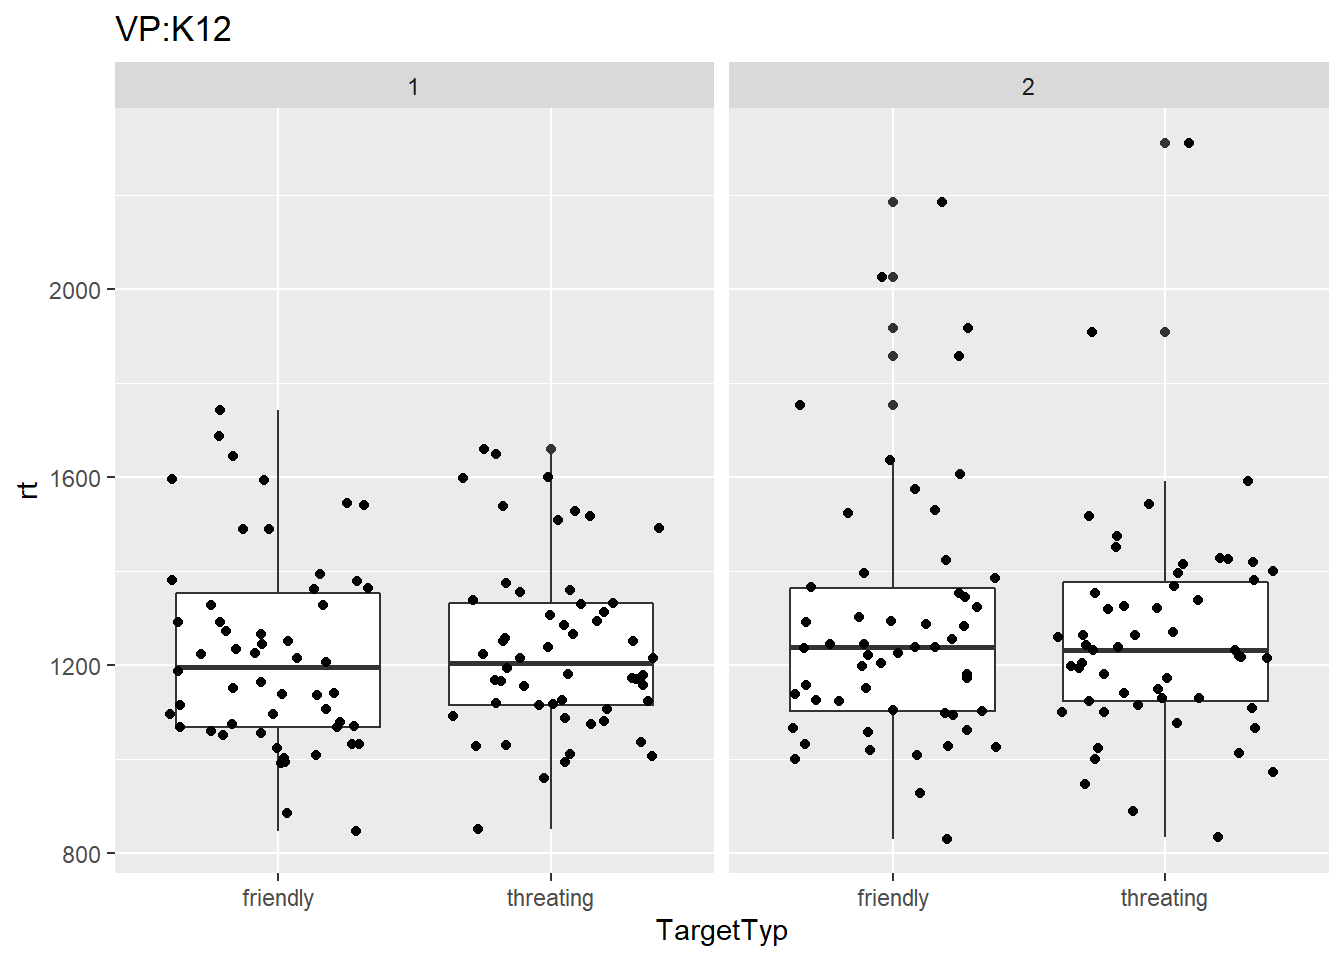 VP:K12
1
2
rt
2000
1600
1200
800
friendly
threating
friendly
threating
TargetTyp